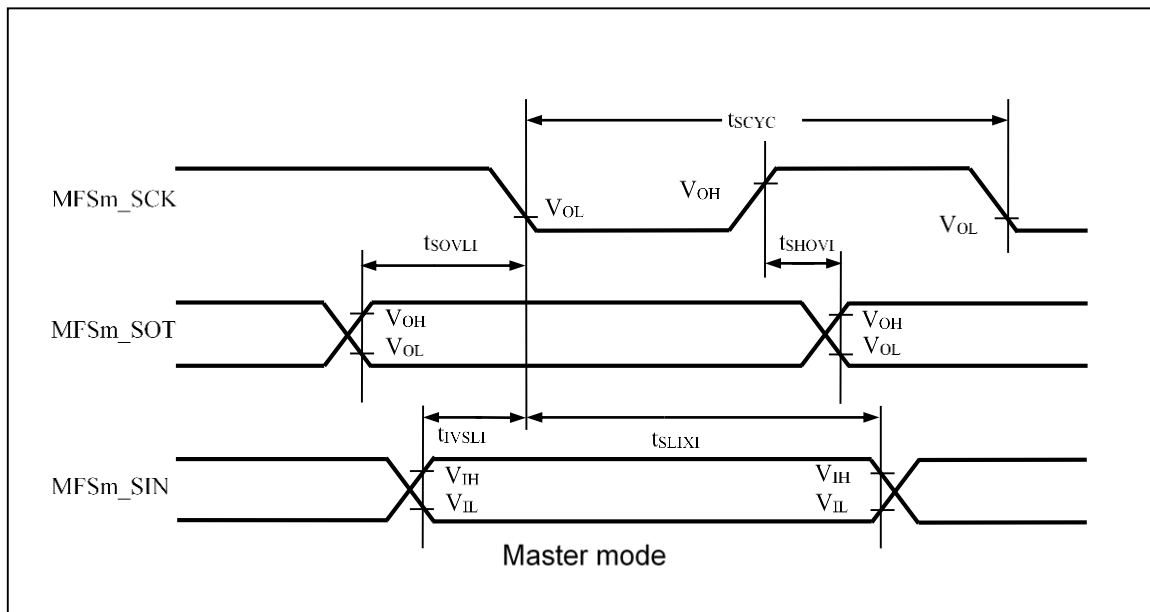 tSCYC
MFSm_SCK
VOL
VOH
VOL
tSOVLI
tSHOVI
MFSm_SOT
VOH
VOL
VOH
VOL
tIVSLI
tSLIXI
MFSm_SIN
VIH
VIL
VIH
VIL
Master mode